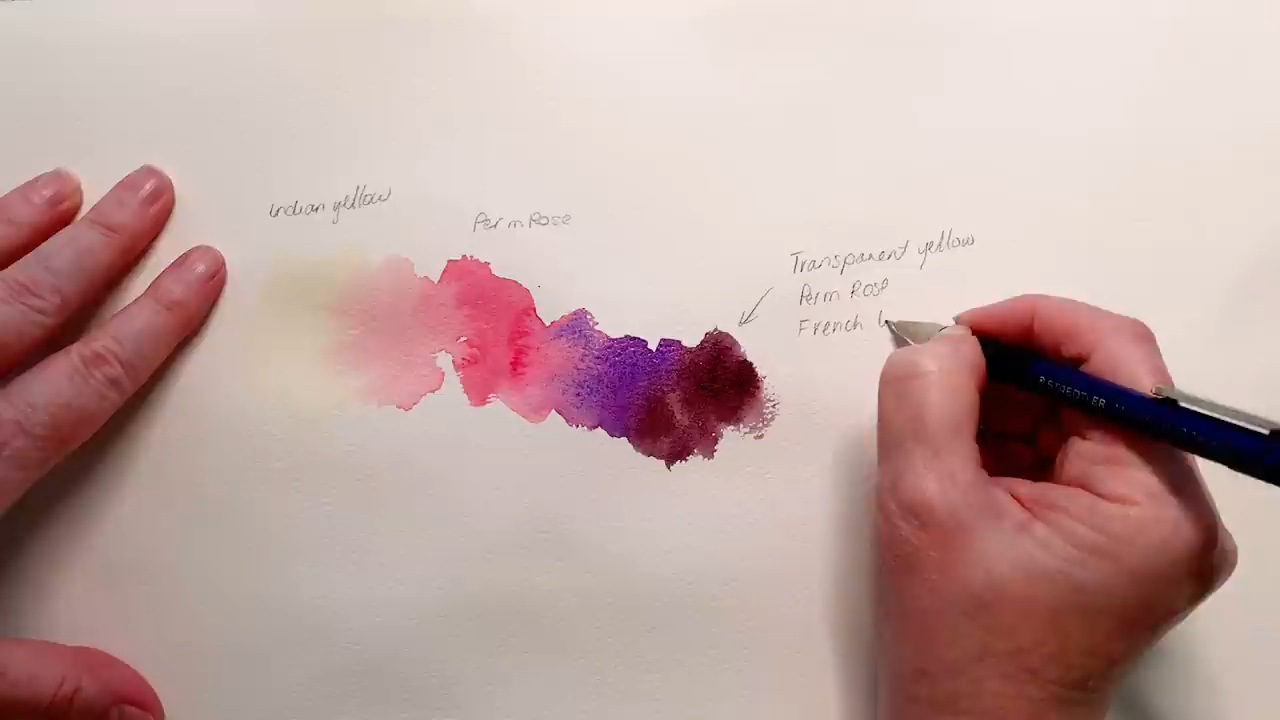 Indian yellow
Perm Rose
Transparent yellow
Perm Rose
French U
STAEDTLER